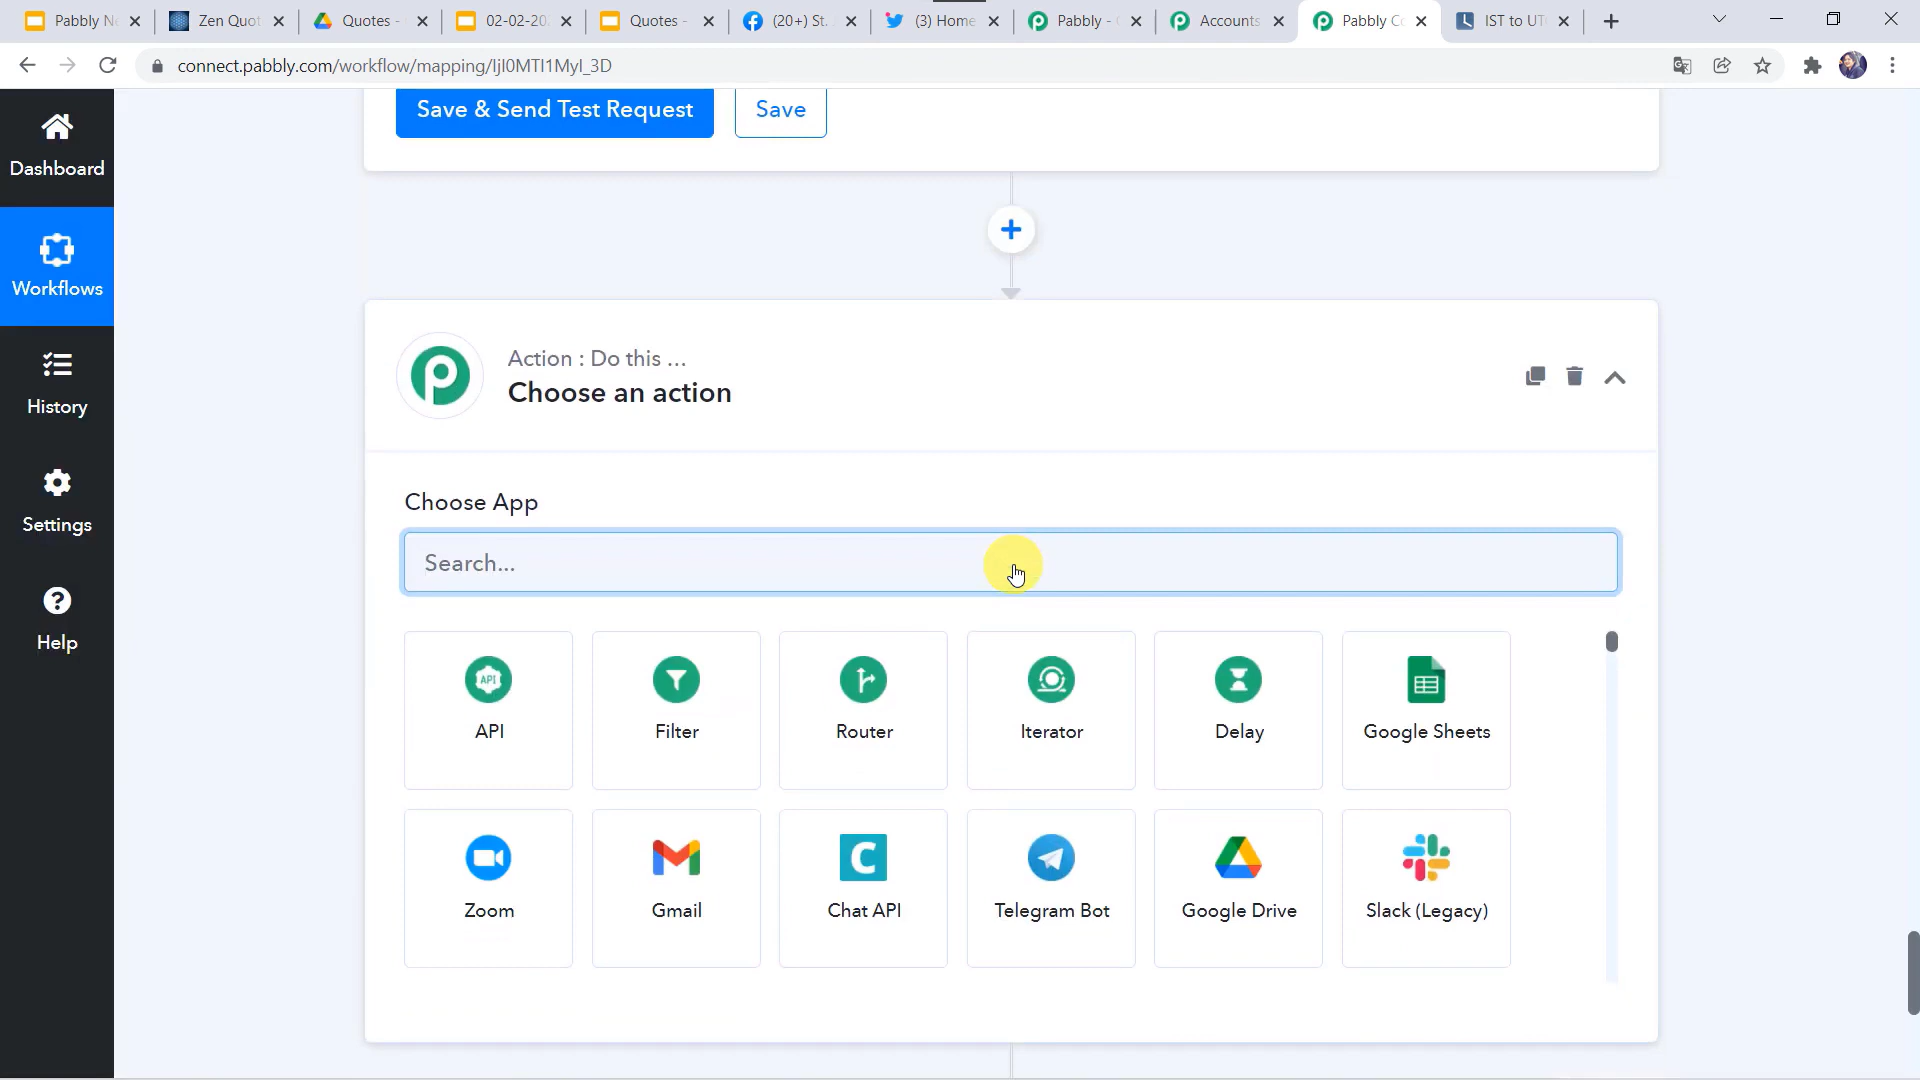 Pabbly Ne
Zen Quot
Quotes -
02-02-20
Quotes -
(20+) St.
(3) Home
Pabbly - C
Accounts
Pabbly Co
IST to UT
connect.pabbly.com/workflow/mapping/IjI0MTI1MyI_3D
Dashboard
Workflows
History
Settings
Help
Save & Send Test Request
Save
Action : Do this ...
Choose an action
Choose App
Search...
API
API
Filter
Router
Iterator
Delay
Google Sheets
Zoom
Gmail
C
Chat API
Telegram Bot
Google Drive
Slack (Legacy)